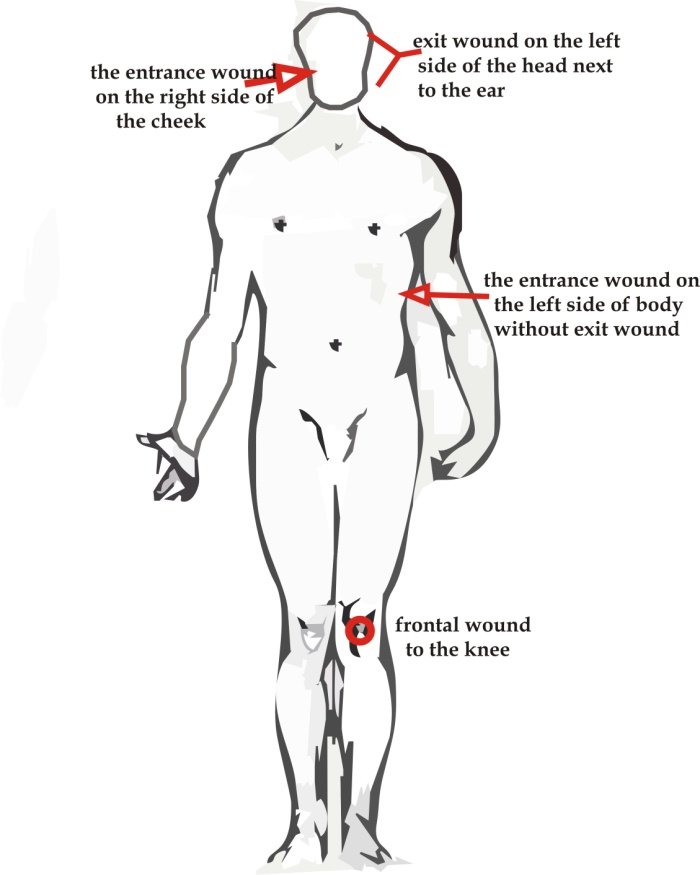 exit wound on the left
side of the head next
to the ear
the entrance wound
on the right side of
the cheek
the entrance wound on
the left side of body
without exit wound
frontal wound
to the knee